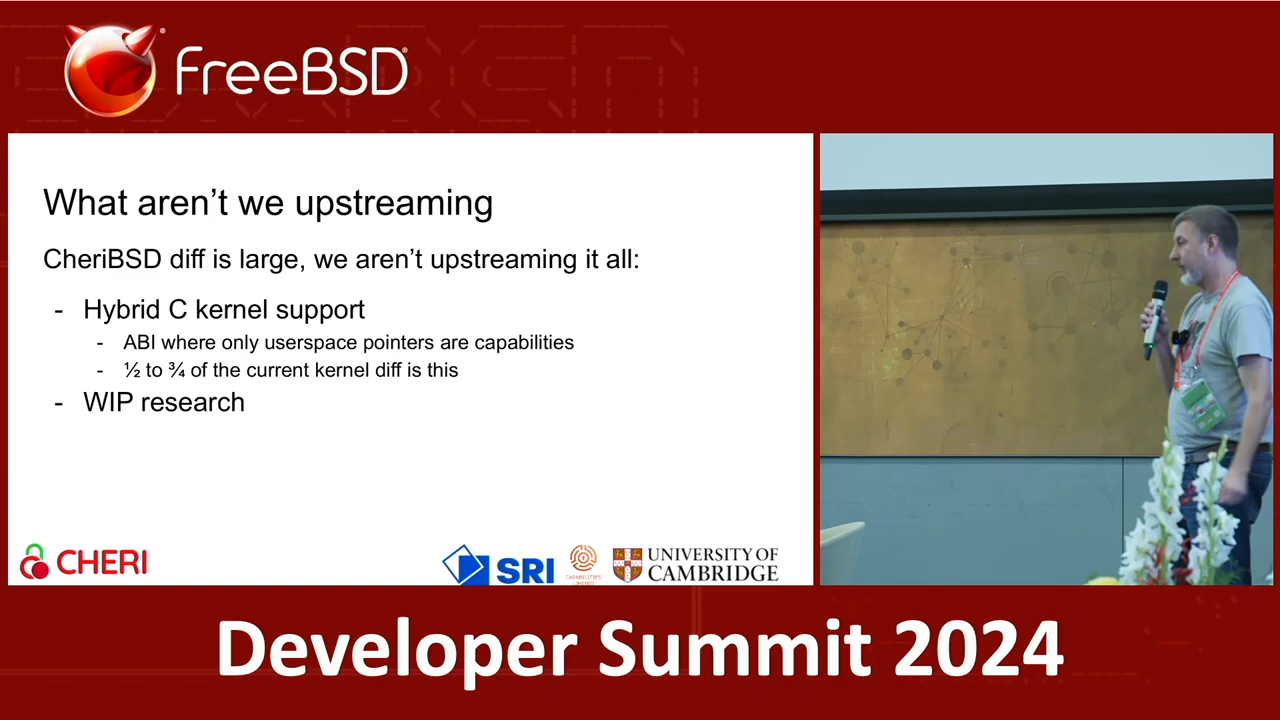 FreeBSD®
What aren't we upstreaming
CheriBSD diff is large, we aren't upstreaming it all:
- Hybrid C kernel support
- ABI where only userspace pointers are capabilities
- ½ to ¾ of the current kernel diff is this
- WIP research
CHERI
SRI
CAPABILITIES
LIMITED
UNIVERSITY OF
CAMBRIDGE
Developer Summit 2024